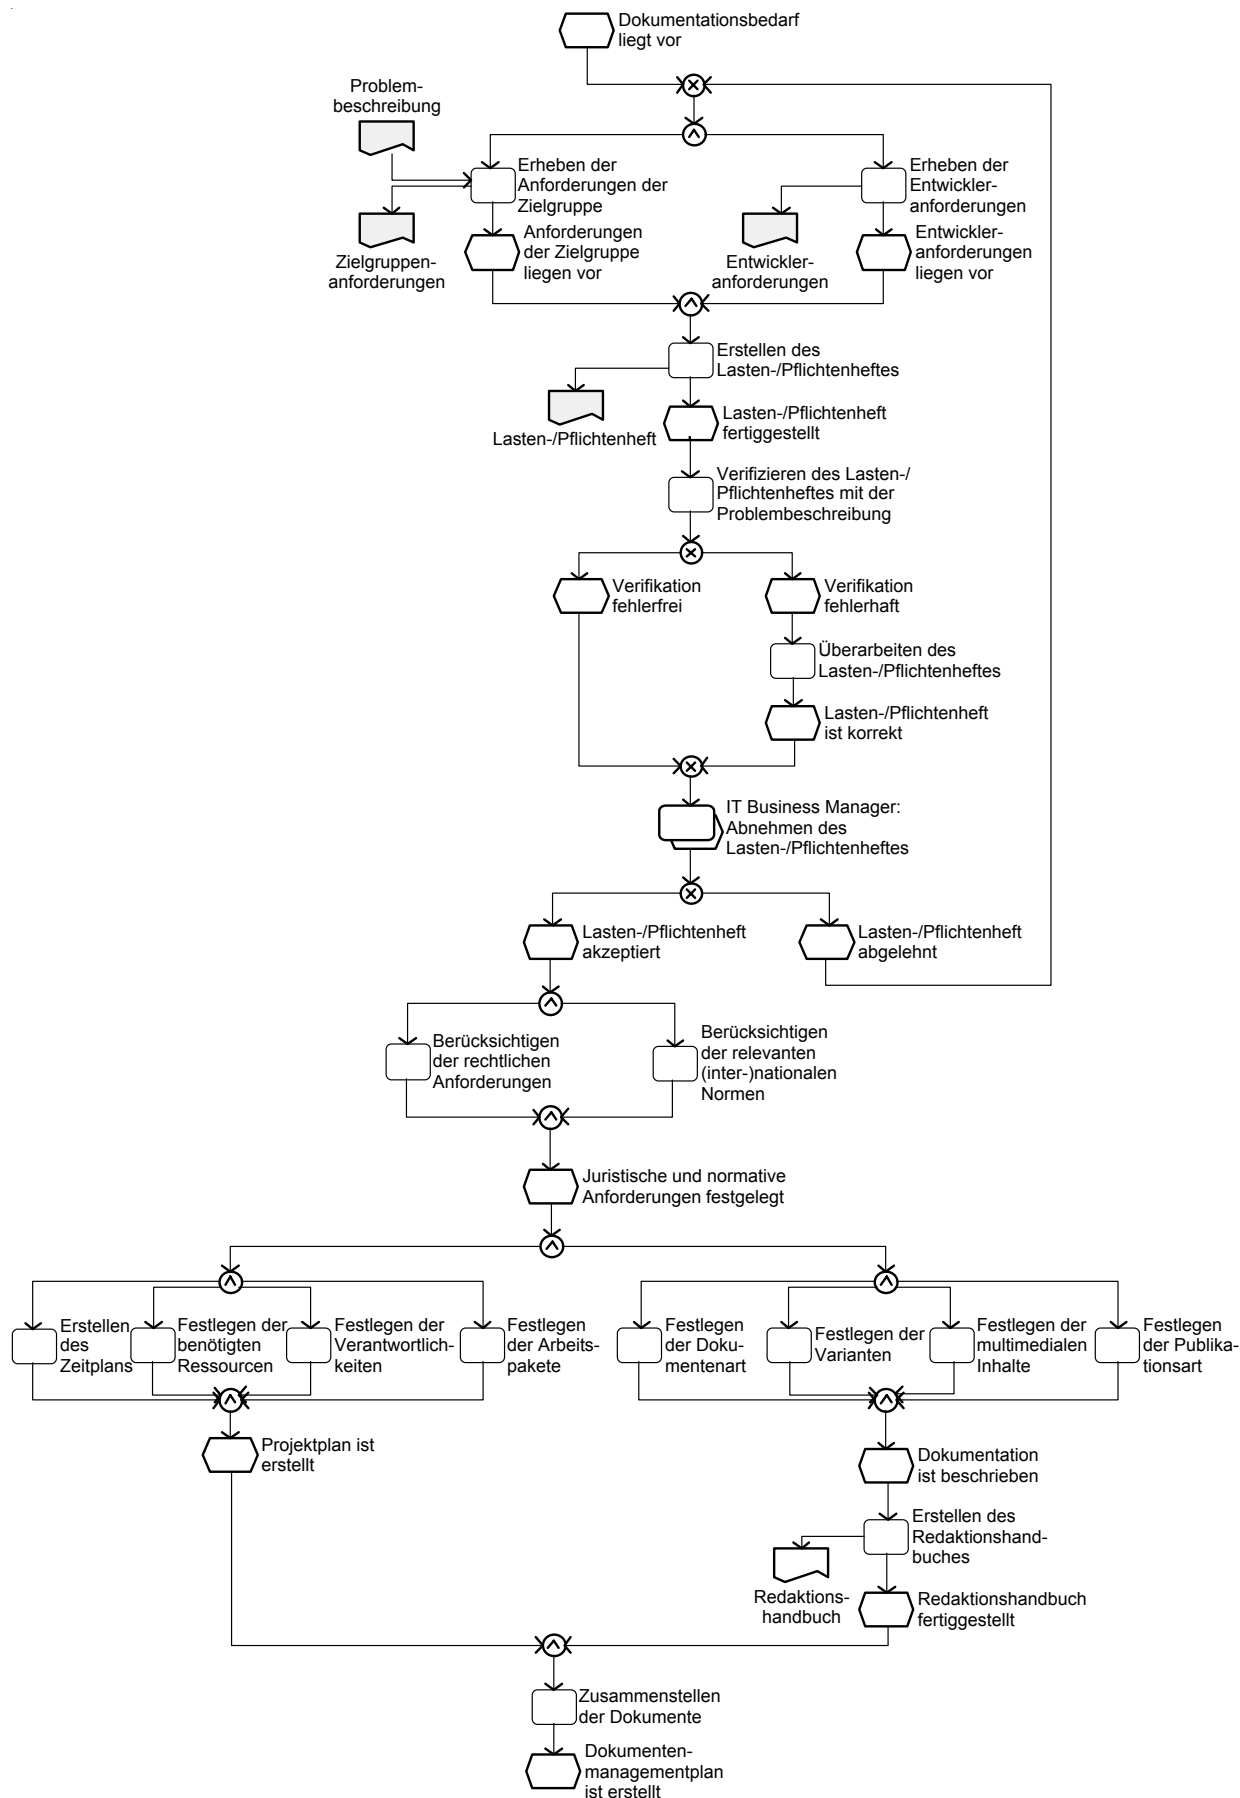 Dokumentationsbedarf
liegt vor
Problem-
beschreibung
Erheben der
Anforderungen der
Zielgruppe
Erheben der
Entwickler-
anforderungen
Anforderungen
der Zielgruppe
liegen vor
Entwickler-
anforderungen
liegen vor
Zielgruppen-
anforderungen
Entwickler-
anforderungen
Erstellen des
Lasten-/Pflichtenheftes
Lasten-/Pflichtenheft
Lasten-/Pflichtenheft
fertiggestellt
Verifizieren des Lasten-/
Pflichtenheftes mit der
Problembeschreibung
Verifikation
fehlerfrei
Verifikation
fehlerhaft
Überarbeiten des
Lasten-/Pflichtenheftes
Lasten-/Pflichtenheft
ist korrekt
IT Business Manager:
Abnehmen des
Lasten-/Pflichtenheftes
Lasten-/Pflichtenheft
akzeptiert
Lasten-/Pflichtenheft
abgelehnt
Berücksichtigen
der rechtlichen
Anforderungen
Berücksichtigen
der relevanten
(inter-)nationalen
Normen
Juristische und normative
Anforderungen festgelegt
Erstellen
des
Zeitplans
Festlegen der
benötigten
Ressourcen
Festlegen der
Verantwortlich-
keiten
Festlegen
der Arbeits-
pakete
Festlegen
der Doku-
mentenart
Festlegen der
Varianten
Festlegen der
multimedialen
Inhalte
Festlegen
der Publika-
tionsart
Projektplan ist
erstellt
Dokumentation
ist beschrieben
Erstellen des
Redaktionshand-
buches
Redaktions-
handbuch
Redaktionshandbuch
fertiggestellt
Zusammenstellen
der Dokumente
Dokumenten-
managementplan
ist erstellt